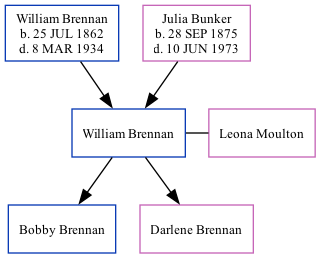 William Brennan
b. 25 JUL 1862
d. 8 MAR 1934
Julia Bunker
b. 28 SEP 1875
d. 10 JUN 1973
William Brennan
Leona Moulton
Bobby Brennan
Darlene Brennan